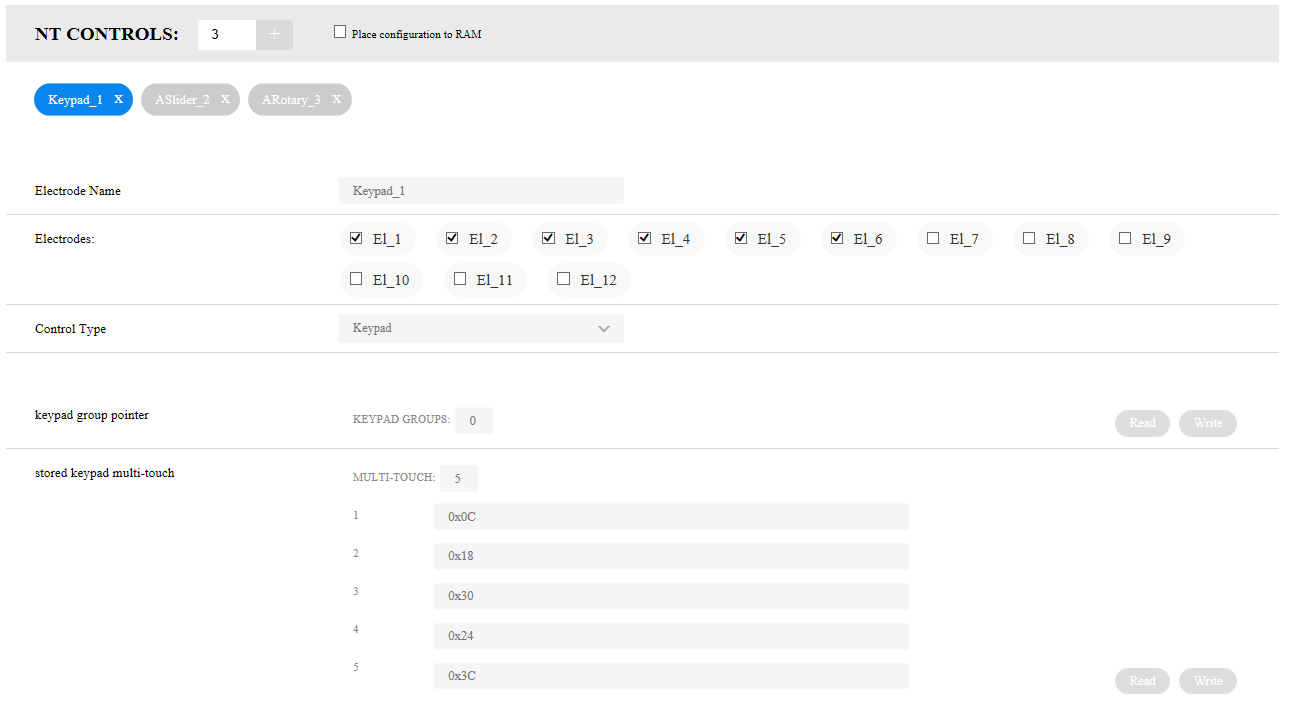 NT CONTROLS: 3 + Place configuration to RAM
Keypad_1 X ASlider_2 X ARotary_3 X
Electrode Name Keypad_1
Electrodes: El_1 El_2 El_3 El_4 El_5 El_6 El_7 El_8 El_9
El_10 El_11 El_12
Control Type Keypad
keypad group pointer KEYPAD GROUPS: 0 Read Write
stored keypad multi-touch MULTI-TOUCH: 5
1 0x0C
2 0x18
3 0x30
4 0x24
5 0x3C Read Write